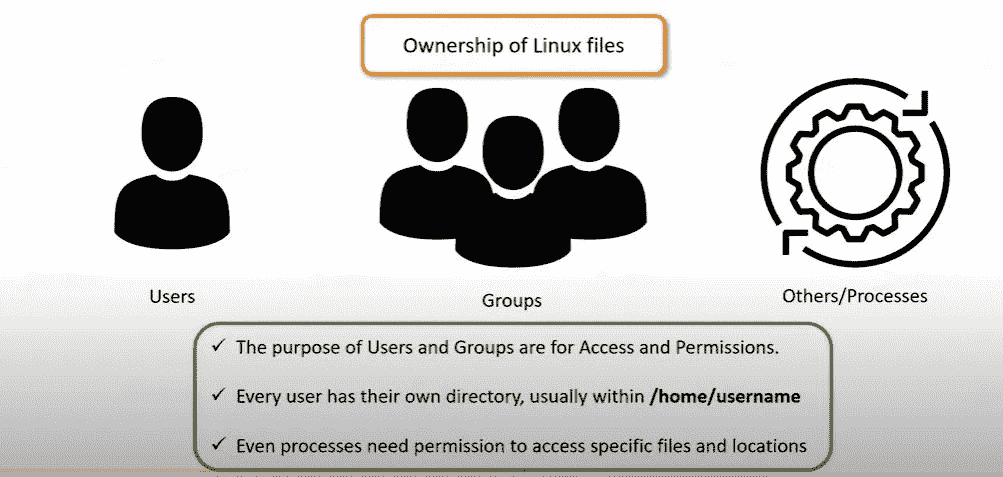 Ownership of Linux files
Users
Groups
Others/Processes
✓ The purpose of Users and Groups are for Access and Permissions.
✓ Every user has their own directory, usually within /home/username
✓ Even processes need permission to access specific files and locations